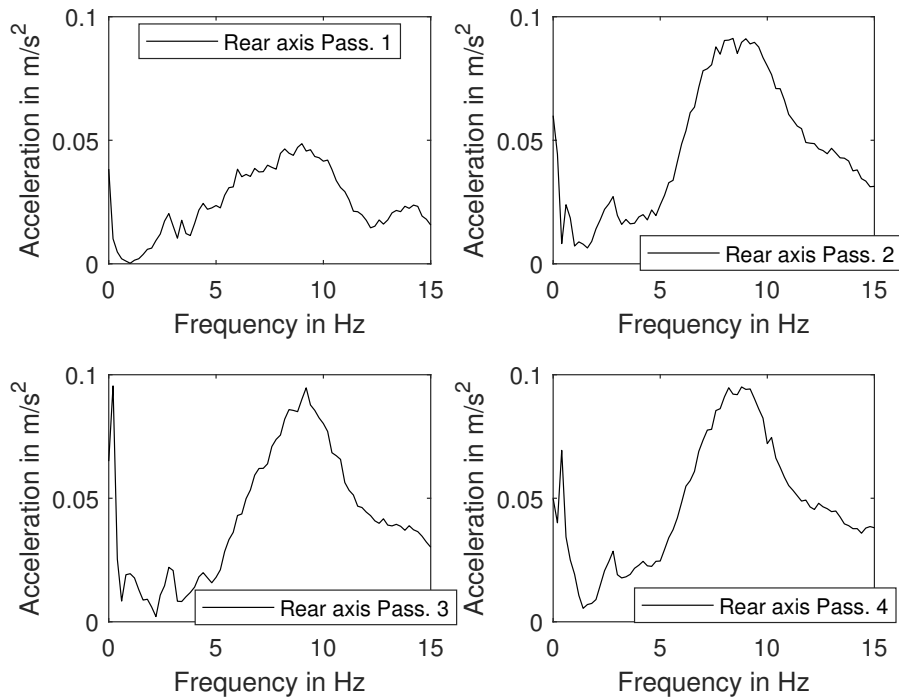 0.1
0.05
0
Acceleration in m/s²
Rear axis Pass. 1
0 5 10 15
Frequency in Hz
0.1
0.05
0
Acceleration in m/s²
Rear axis Pass. 2
0 5 10 15
Frequency in Hz
0.1
0.05
0
Acceleration in m/s²
Rear axis Pass. 3
0 5 10 15
Frequency in Hz
0.1
0.05
0
Acceleration in m/s²
Rear axis Pass. 4
0 5 10 15
Frequency in Hz